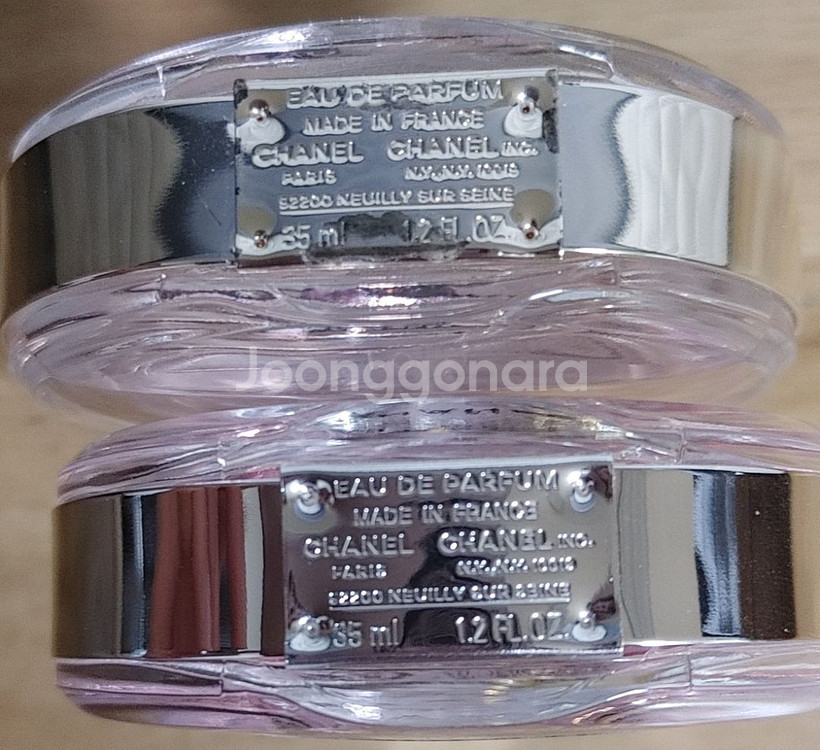 EAU DE PARFUM
MADE IN FRANCE
CHANEL CHANEL INC.
PARIS N.Y.,N.Y. 10019
92200 NEUILLY SUR SEINE
35 ml 1.2 FL.OZ.
Joonggonara
EAU DE PARFUM
MADE IN FRANCE
CHANEL CHANEL INC.
PARIS N.Y.,N.Y. 10019
92200 NEUILLY SUR SEINE
35 ml 1.2 FL.OZ.